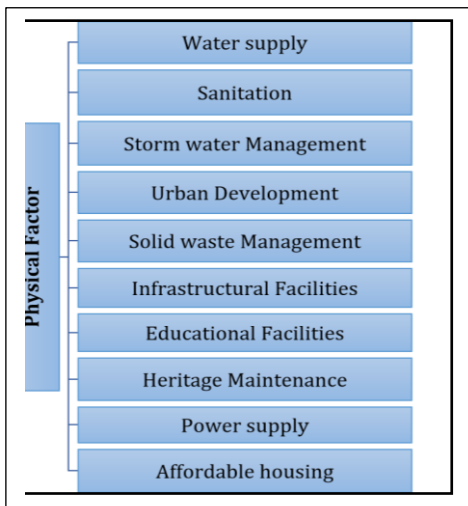 Physical Factor
Water supply
Sanitation
Storm water Management
Urban Development
Solid waste Management
Infrastructural Facilities
Educational Facilities
Heritage Maintenance
Power supply
Affordable housing